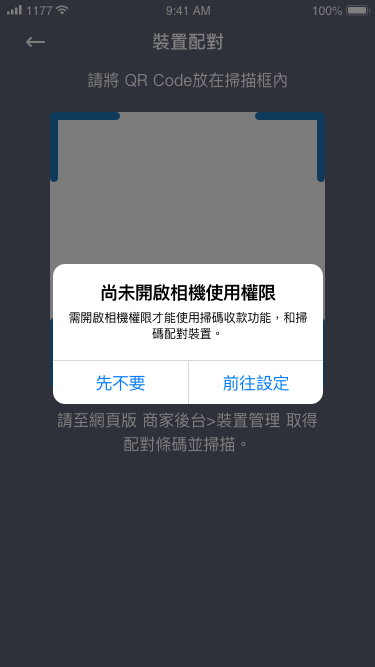 1177 9:41 AM 100%
裝置配對
請將 QR Code放在掃描框內
尚未開啟相機使用權限
需開啟相機權限才能使用掃碼收款功能，和掃
碼配對裝置。
先不要 前往設定
請至網頁版 商家後台>裝置管理 取得
配對條碼並掃描。